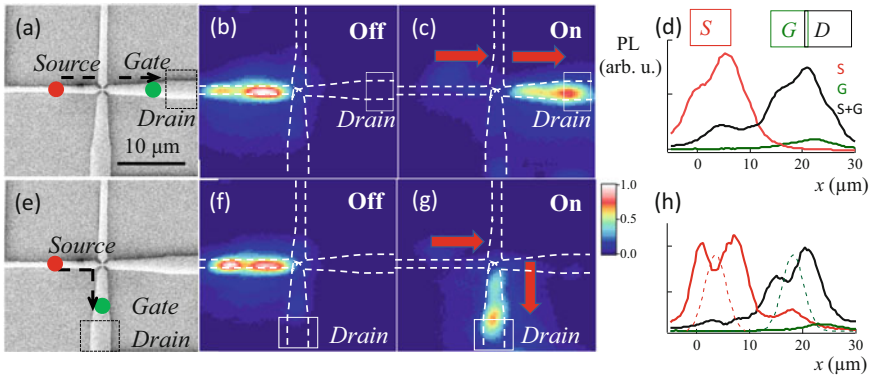 (a)
Source
Gate
Drain
10 μm
(b)
Off
Drain
(c)
On
Drain
(d)
PL
(arb. u.)
S
G
D
S
G
S+G
0
10
20
30
x (μm)
(e)
Source
Gate
Drain
(f)
Off
Drain
(g)
On
Drain
1.0
0.5
0
(h)
0
10
20
30
x (μm)